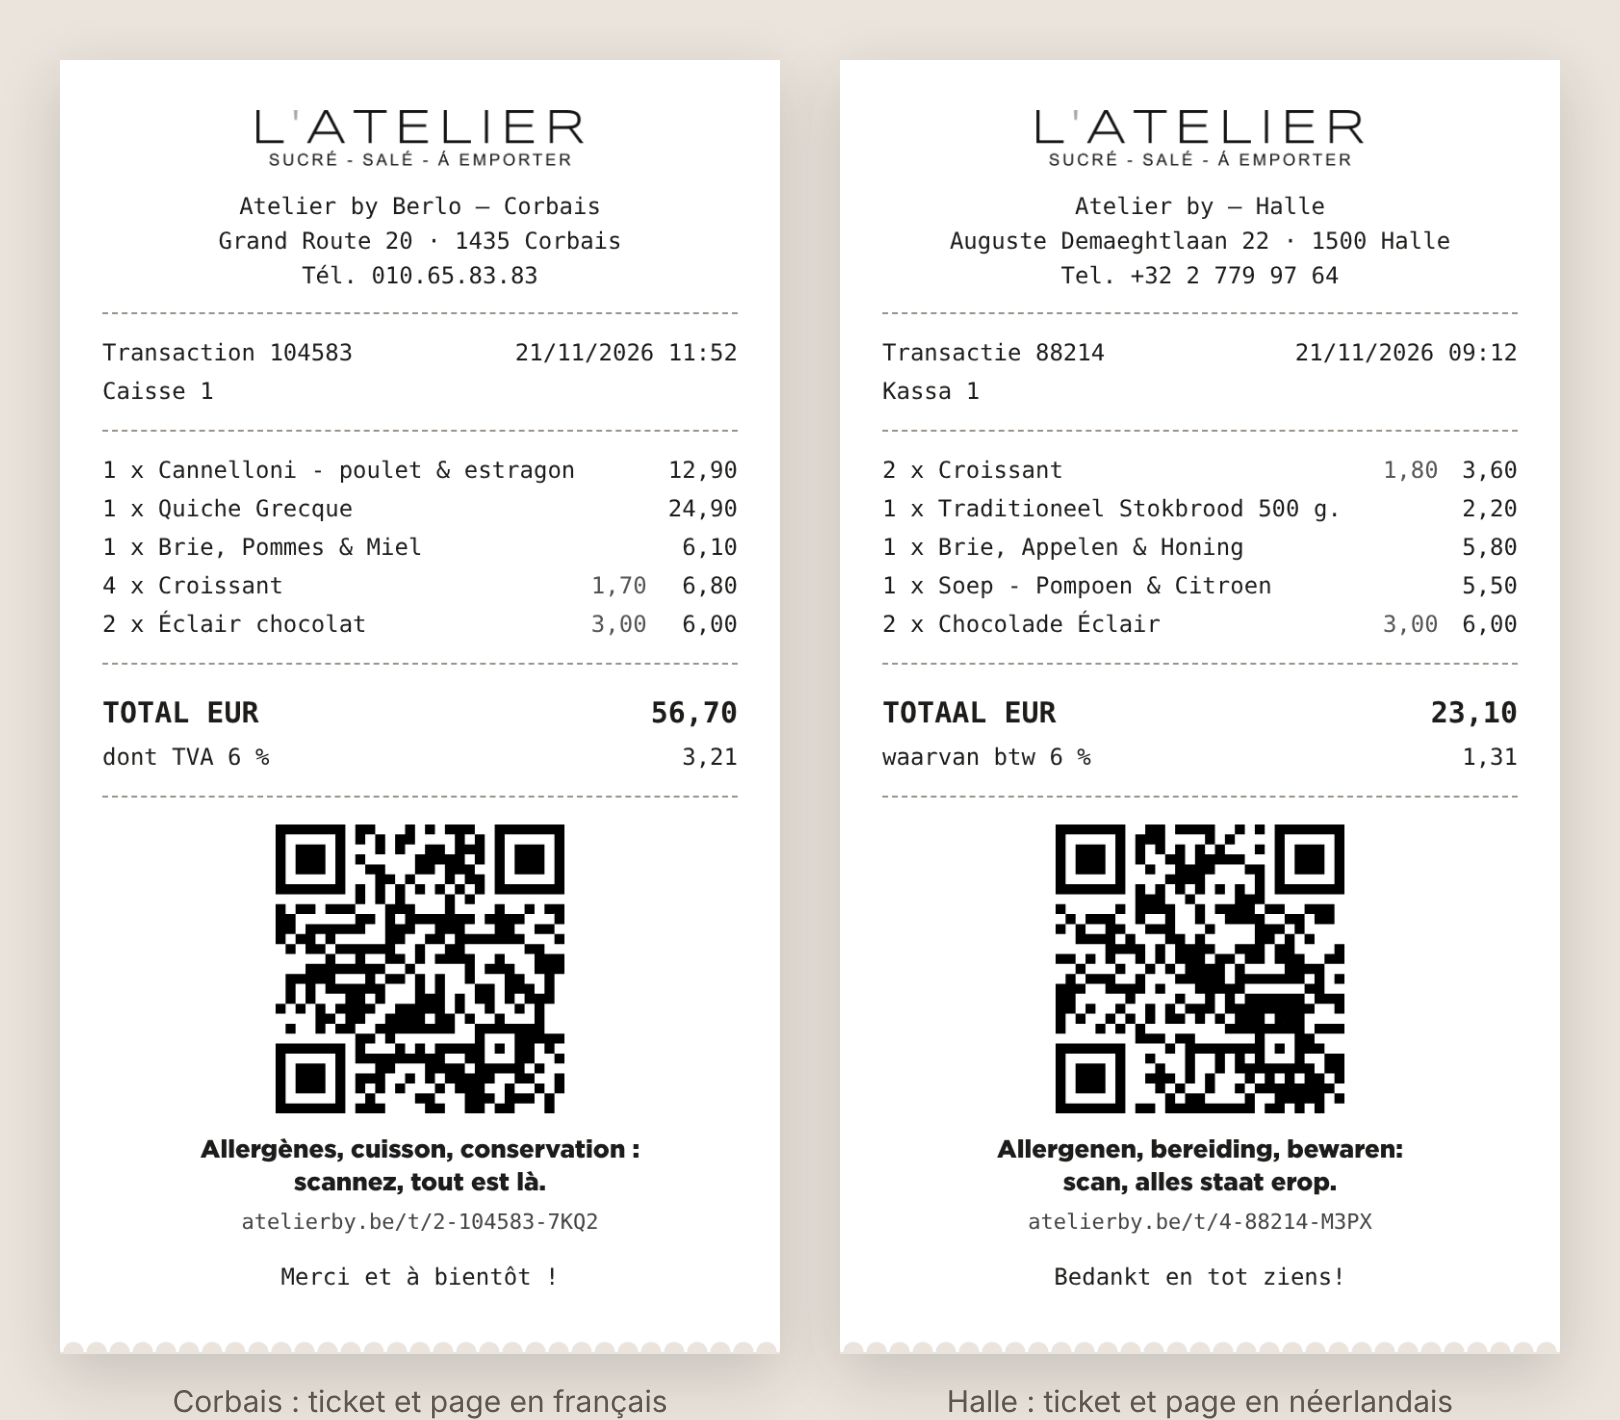 L'ATELIER
SUCRÉ - SALÉ - Á EMPORTER
Atelier by Berlo — Corbais
Grand Route 20 · 1435 Corbais
Tél. 010.65.83.83
Transaction 104583 21/11/2026 11:52
Caisse 1
1 x Cannelloni - poulet & estragon 12,90
1 x Quiche Grecque 24,90
1 x Brie, Pommes & Miel 6,10
4 x Croissant 1,70 6,80
2 x Éclair chocolat 3,00 6,00
TOTAL EUR 56,70
dont TVA 6 % 3,21
Allergènes, cuisson, conservation :
scannez, tout est là.
atelierby.be/t/2-104583-7KQ2
Merci et à bientôt !
Corbais : ticket et page en français
L'ATELIER
SUCRÉ - SALÉ - Á EMPORTER
Atelier by — Halle
Auguste Demaeghtlaan 22 · 1500 Halle
Tel. +32 2 779 97 64
Transactie 88214 21/11/2026 09:12
Kassa 1
2 x Croissant 1,80 3,60
1 x Traditioneel Stokbrood 500 g. 2,20
1 x Brie, Appelen & Honing 5,80
1 x Soep - Pompoen & Citroen 5,50
2 x Chocolade Éclair 3,00 6,00
TOTAAL EUR 23,10
waarvan btw 6 % 1,31
Allergenen, bereiding, bewaren:
scan, alles staat erop.
atelierby.be/t/4-88214-M3PX
Bedankt en tot ziens!
Halle : ticket et page en néerlandais